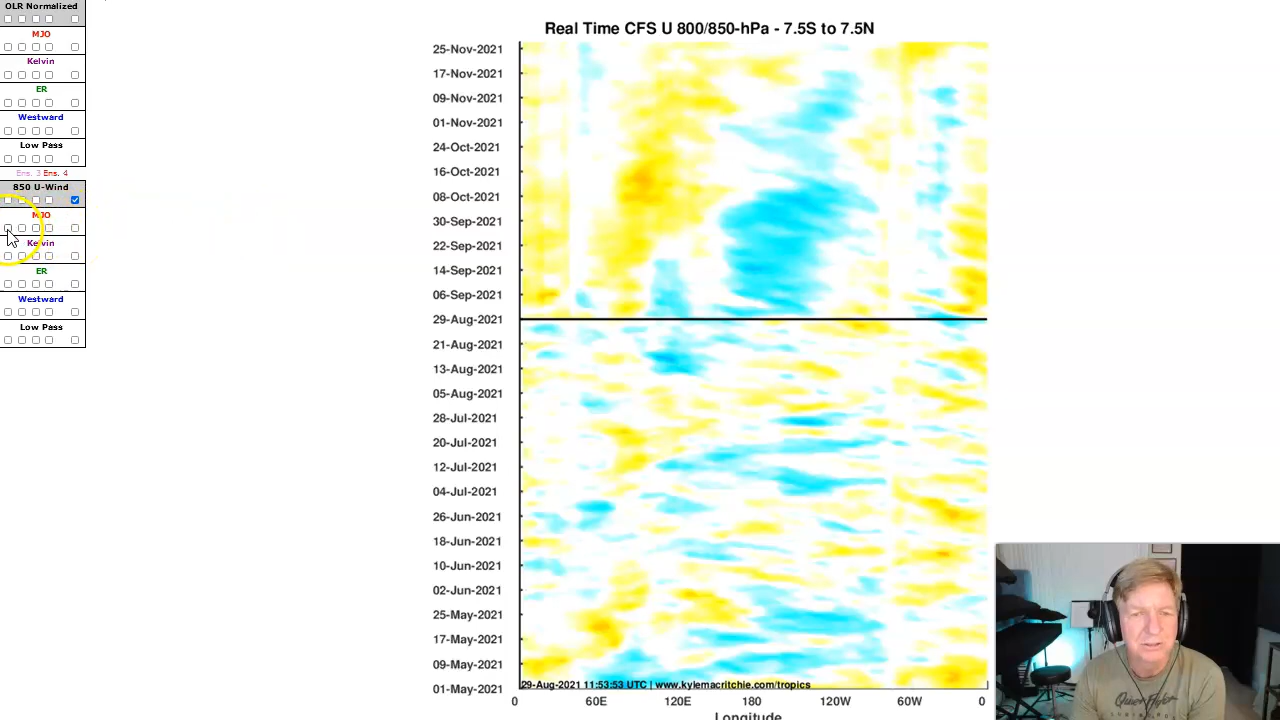 OLR Normalized
MJO
Kelvin
ER
Westward
Low Pass
Ens. 3 Ens. 4
850 U-Wind
MJO
Kelvin
ER
Westward
Low Pass
Real Time CFS U 800/850-hPa - 7.5S to 7.5N
25-Nov-2021
17-Nov-2021
09-Nov-2021
01-Nov-2021
24-Oct-2021
16-Oct-2021
08-Oct-2021
30-Sep-2021
22-Sep-2021
14-Sep-2021
06-Sep-2021
29-Aug-2021
21-Aug-2021
13-Aug-2021
05-Aug-2021
28-Jul-2021
20-Jul-2021
12-Jul-2021
04-Jul-2021
26-Jun-2021
18-Jun-2021
10-Jun-2021
02-Jun-2021
25-May-2021
17-May-2021
09-May-2021
01-May-2021
29-Aug-2021 11:53:53 UTC | www.kylemacritchie.com/tropics
0 60E 120E 180 120W 60W 0
Longitude